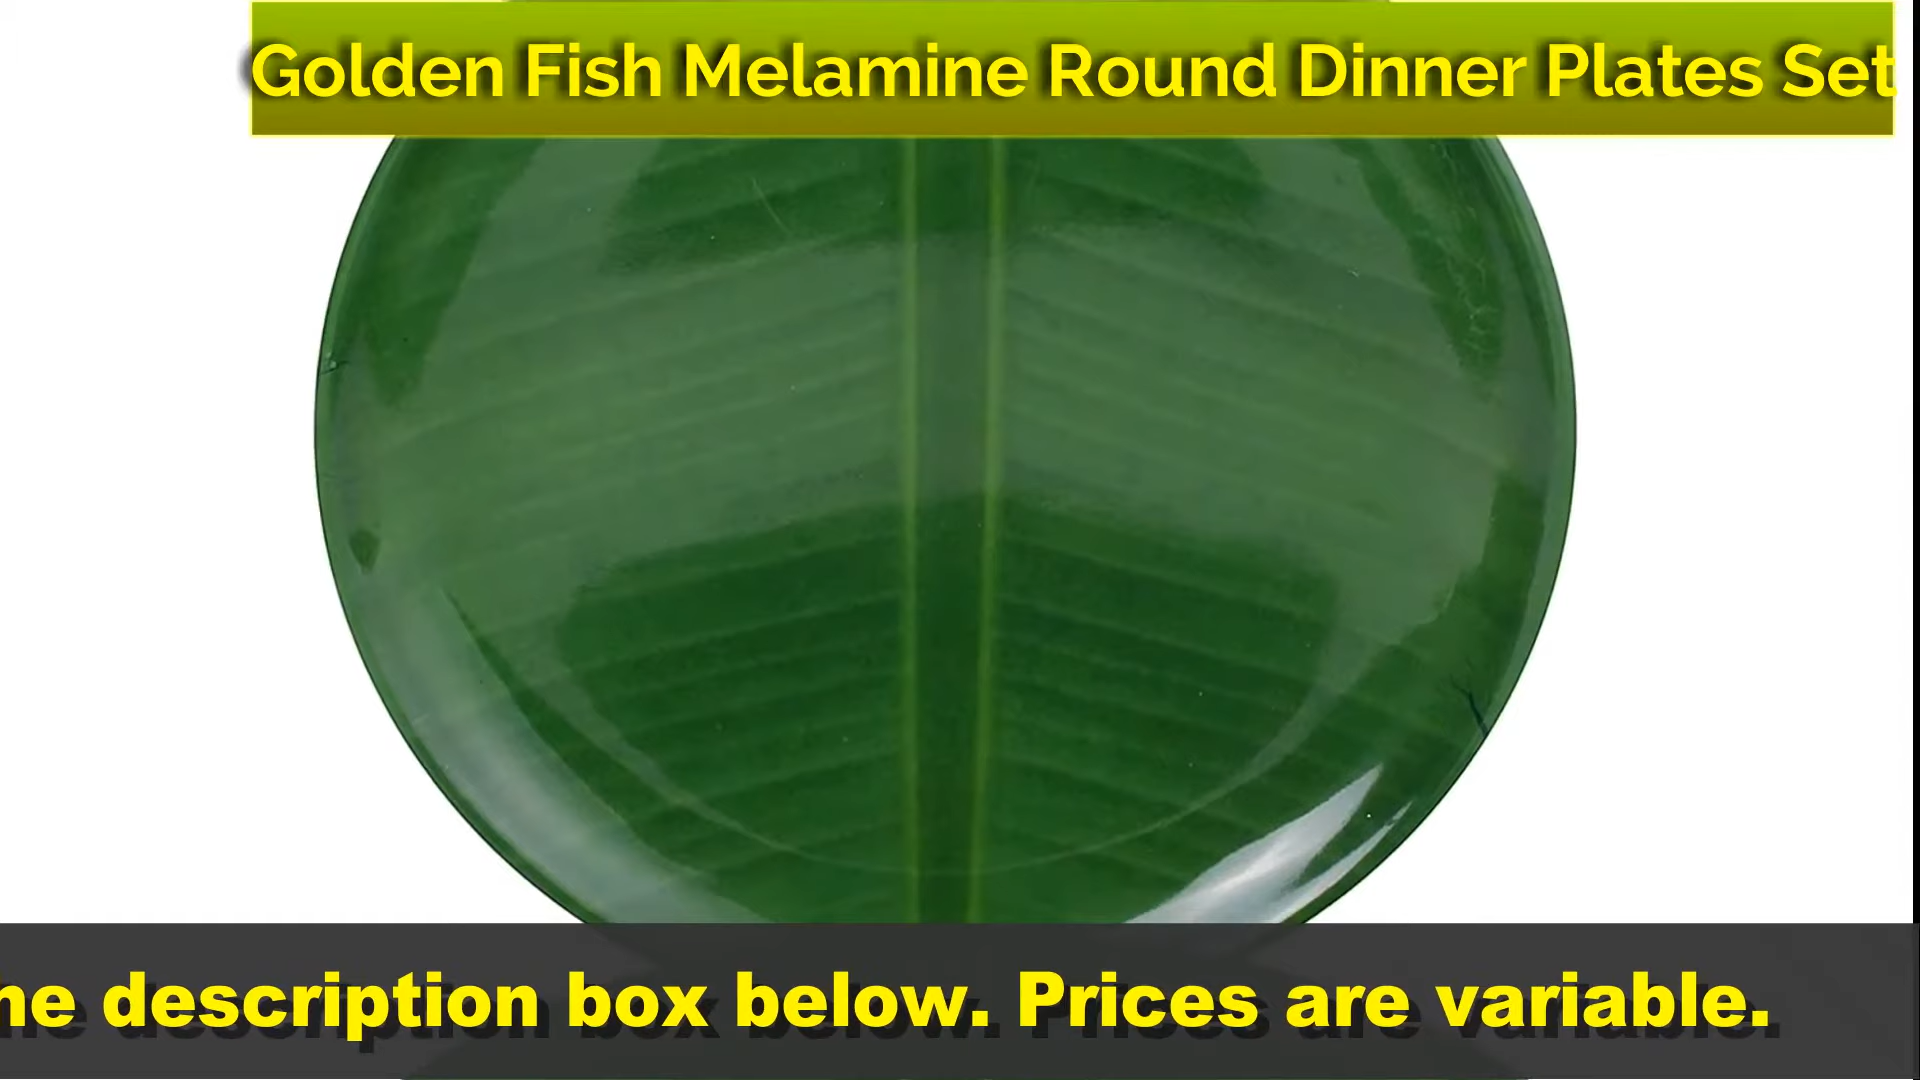 Golden Fish Melamine Round Dinner Plates Set
he description box below. Prices are variable.